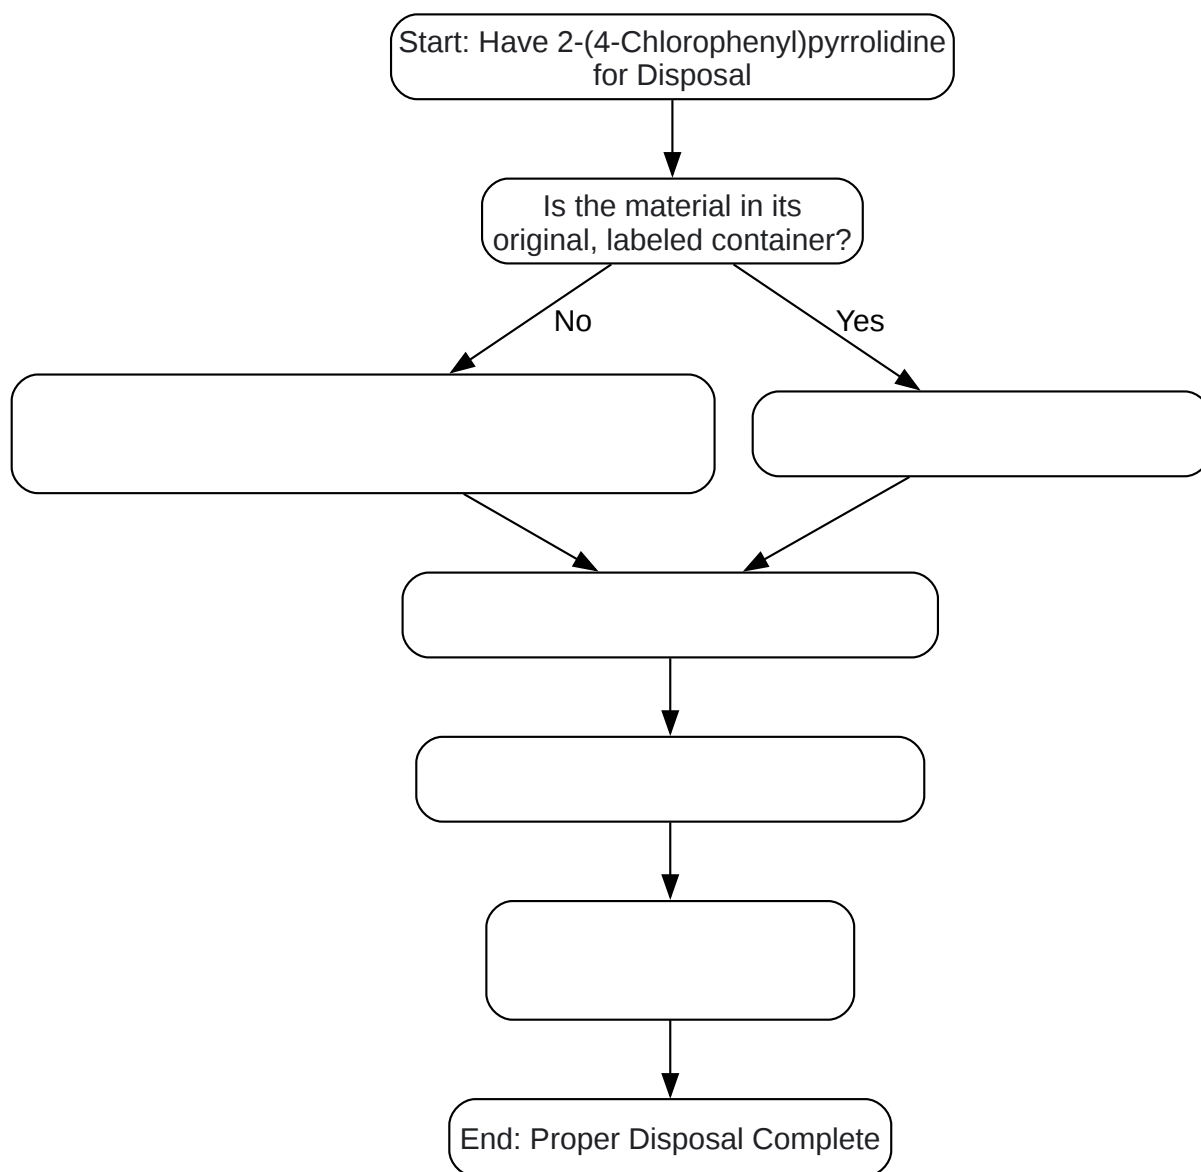 Start: Have 2-(4-Chlorophenyl)pyrrolidine
for Disposal
Is the material in its
original, labeled container?
No
Yes
End: Proper Disposal Complete